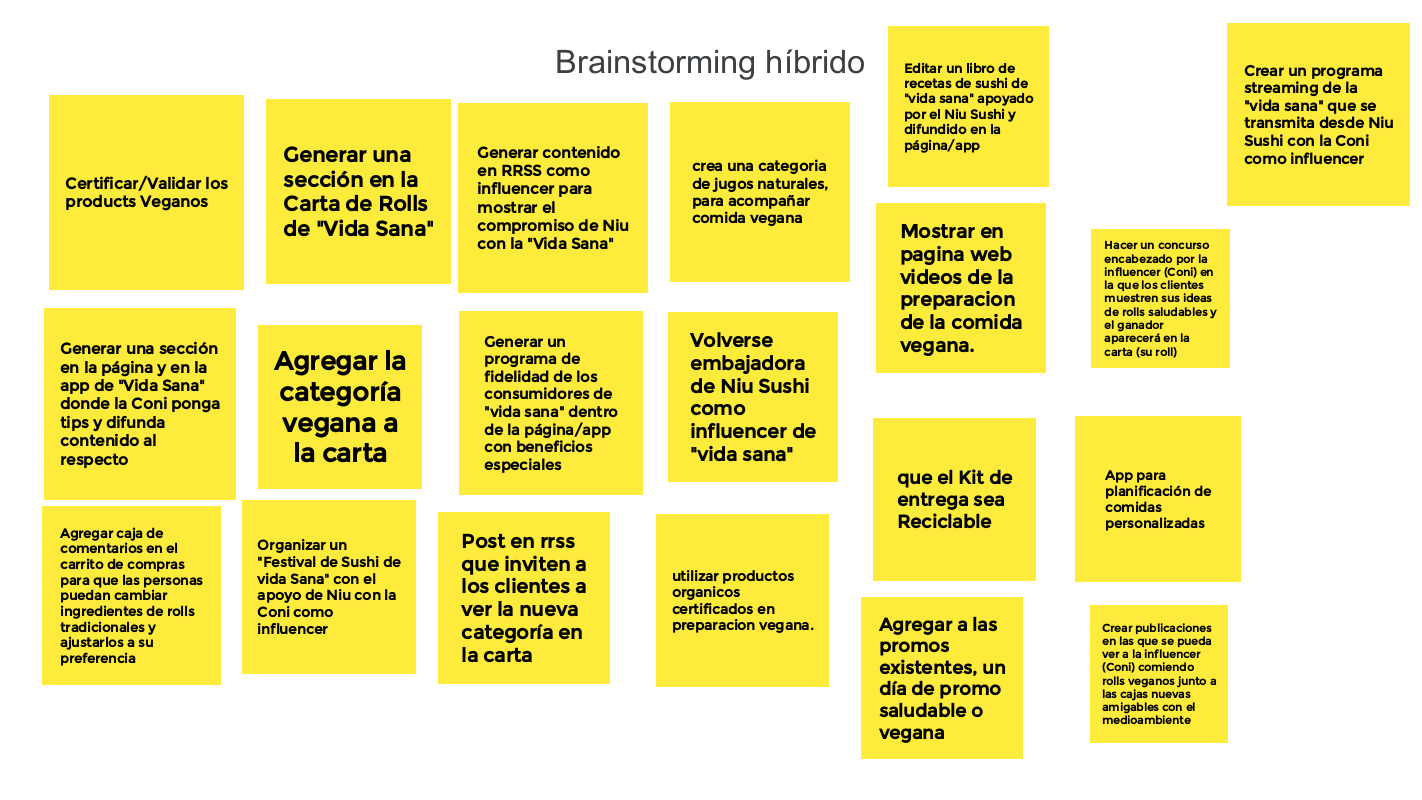 Brainstorming híbrido
Certificar/Validar los
products Veganos
Generar una
sección en la
Carta de Rolls
de "Vida Sana"
Generar contenido
en RRSS como
influencer para
mostrar el
compromiso de Niu
con la "Vida Sana"
crea una categoria
de jugos naturales,
para acompañar
comida vegana
Editar un libro de
recetas de sushi de
"vida sana" apoyado
por el Niu Sushi y
difundido en la
página/app
Crear un programa
streaming de la
"vida sana" que se
transmita desde Niu
Sushi con la Coni
como influencer
Mostrar en
pagina web
videos de la
preparacion
de la comida
vegana.
Hacer un concurso
encabezado por la
influencer (Coni) en
la que los clientes
muestren sus ideas
de rolls saludables y
el ganador
aparecerá en la
carta (su roll)
Generar una sección
en la página y en la
app de "Vida Sana"
donde la Coni ponga
tips y difunda
contenido al
respecto
Agregar la
categoría
vegana a
la carta
Generar un
programa de
fidelidad de los
consumidores de
"vida sana" dentro
de la página/app
con beneficios
especiales
Volverse
embajadora
de Niu Sushi
como
influencer de
"vida sana"
que el Kit de
entrega sea
Reciclable
App para
planificación de
comidas
personalizadas
Agregar caja de
comentarios en el
carrito de compras
para que las personas
puedan cambiar
ingredientes de rolls
tradicionales y
ajustarlos a su
preferencia
Organizar un
"Festival de Sushi de
vida Sana" con el
apoyo de Niu con la
Coni como
influencer
Post en rrss
que inviten a
los clientes a
ver la nueva
categoría en
la carta
utilizar productos
organicos
certificados en
preparacion vegana.
Agregar a las
promos
existentes, un
día de promo
saludable o
vegana
Crear publicaciones
en las que se pueda
ver a la influencer
(Coni) comiendo
rolls veganos junto a
las cajas nuevas
amigables con el
medioambiente